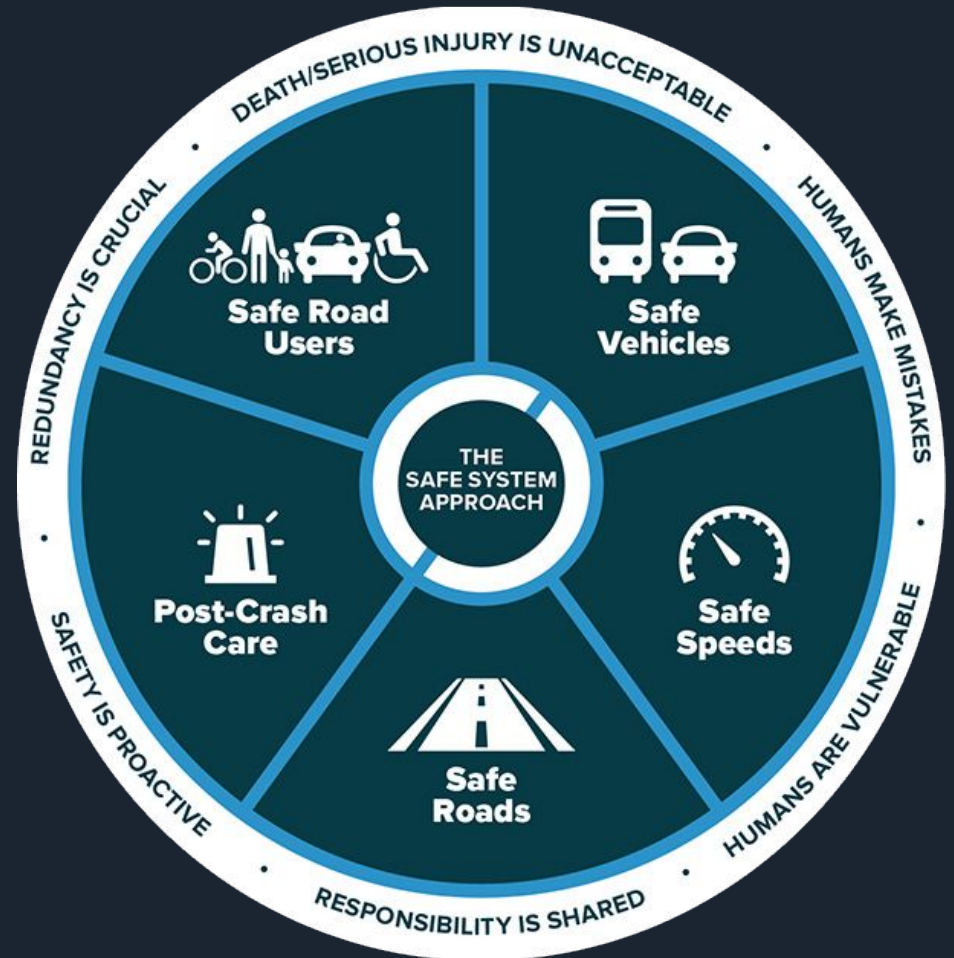 DEATH/SERIOUS INJURY IS UNACCEPTABLE
HUMANS MAKE MISTAKES
HUMANS ARE VULNERABLE
RESPONSIBILITY IS SHARED
SAFETY IS PROACTIVE
REDUNDANCY IS CRUCIAL
Safe Road
Users
Safe
Vehicles
Safe
Speeds
Safe
Roads
Post-Crash
Care
THE
SAFE SYSTEM
APPROACH